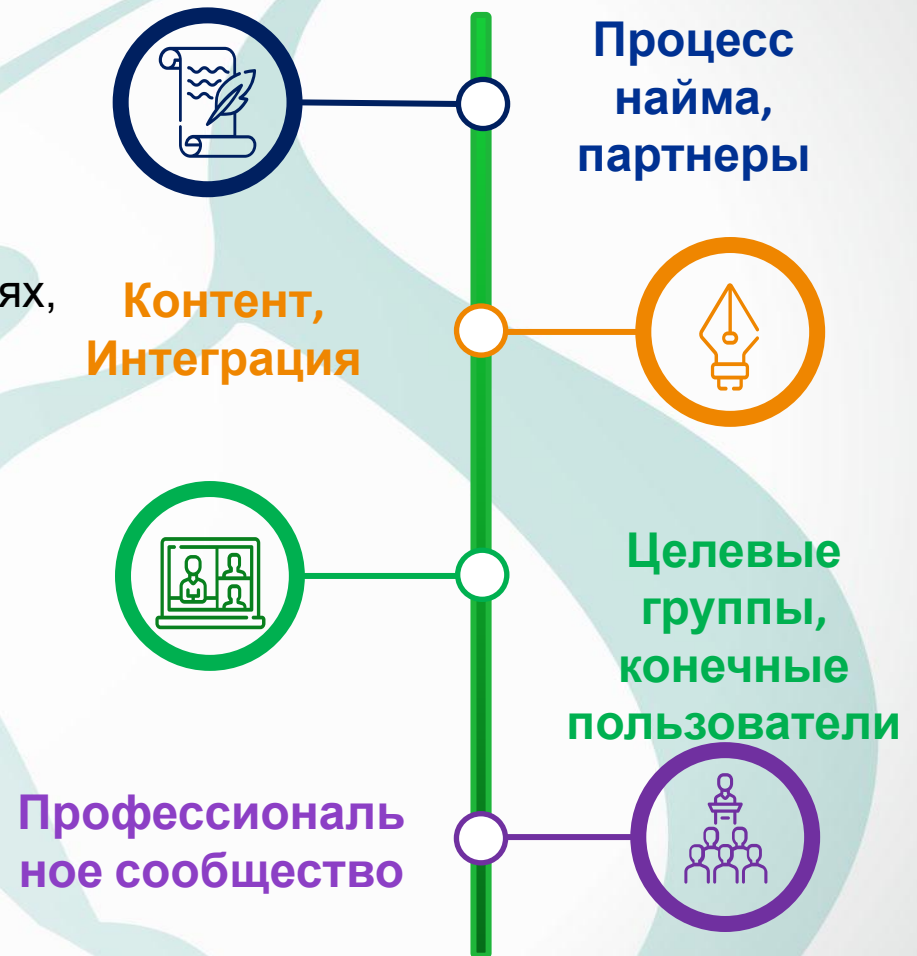 Процесс
найма,
партнеры
ях,
Контент,
Интеграция
Целевые
группы,
конечные
пользователи
Профессиональ
ное сообщество